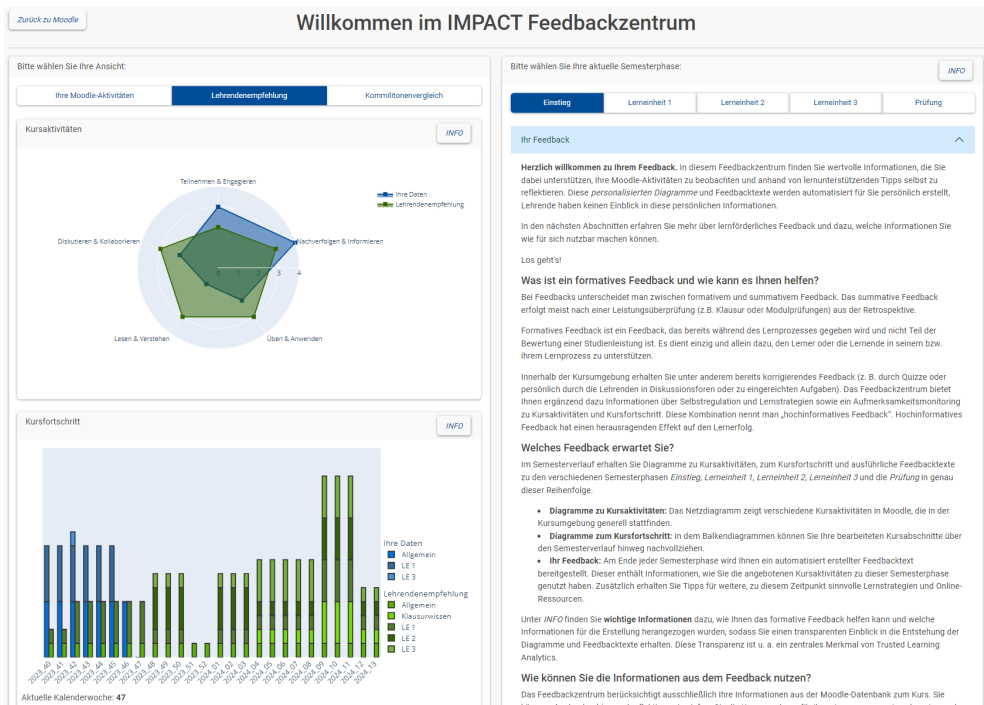 Zurück zu Moodle
Willkommen im IMPACT Feedbackzentrum
Bitte wählen Sie Ihre Ansicht:
Ihre Moodle-Aktivitäten
Lehrendenempfehlung
Kommilitonenvergleich
Kursaktivitäten
INFO
Teilnehmen & Engagieren
Ihre Daten
Lehrendenempfehlung
Diskutieren & Kollaborieren
Nachverfolgen & Informieren
0 1 2 3 4
Lesen & Verstehen
Üben & Anwenden
Kursfortschritt
INFO
Ihre Daten
Allgemein
LE 1
LE 3
Lehrendenempfehlung
Allgemein
Klausurwissen
LE 1
LE 2
LE 3
2023_40 2023_41 2023_42 2023_43 2023_44 2023_45 2023_46 2023_47 2023_48 2023_49 2023_50 2023_51 2023_52 2024_01 2024_02 2024_03 2024_04 2024_05 2024_06 2024_07 2024_08 2024_09 2024_10 2024_11 2024_12 2024_13
Aktuelle Kalenderwoche: 47
Bitte wählen Sie Ihre aktuelle Semesterphase:
INFO
Einstieg
Lerneinheit 1
Lerneinheit 2
Lerneinheit 3
Prüfung
Ihr Feedback
Herzlich willkommen zu Ihrem Feedback. In diesem Feedbackzentrum finden Sie wertvolle Informationen, die Sie
dabei unterstützen, Ihre Moodle-Aktivitäten zu beobachten und anhand von lernunterstützenden Tipps selbst zu
reflektieren. Diese personalisierten Diagramme und Feedbacktexte werden automatisiert für Sie persönlich erstellt,
Lehrende haben keinen Einblick in diese persönlichen Informationen.
In den nächsten Abschnitten erfahren Sie mehr über lernförderliches Feedback und dazu, welche Informationen Sie
wie für sich nutzbar machen können.
Los geht's!
Was ist ein formatives Feedback und wie kann es Ihnen helfen?
Bei Feedbacks unterscheidet man zwischen formativem und summativem Feedback. Das summative Feedback
erfolgt meist nach einer Leistungsüberprüfung (z.B. Klausur oder Modulprüfungen) aus der Retrospektive.
Formatives Feedback ist ein Feedback, das bereits während des Lernprozesses gegeben wird und nicht Teil der
Bewertung einer Studienleistung ist. Es dient einzig und allein dazu, den Lerner oder die Lernende in seinem bzw.
ihrem Lernprozess zu unterstützen.
Innerhalb der Kursumgebung erhalten Sie unter anderem bereits korrigierendes Feedback (z. B. durch Quizze oder
persönlich durch die Lehrenden in Diskussionsforen oder zu eingereichten Aufgaben). Das Feedbackzentrum bietet
Ihnen ergänzend dazu Informationen über Selbstregulation und Lernstrategien sowie ein Aufmerksamkeitsmonitoring
zu Kursaktivitäten und Kursfortschritt. Diese Kombination nennt man „hochinformatives Feedback". Hochinformatives
Feedback hat einen herausragenden Effekt auf den Lernerfolg.
Welches Feedback erwartet Sie?
Im Semesterverlauf erhalten Sie Diagramme zu Kursaktivitäten, zum Kursfortschritt und ausführliche Feedbacktexte
zu den verschiedenen Semesterphasen Einstieg, Lerneinheit 1, Lerneinheit 2, Lerneinheit 3 und die Prüfung in genau
dieser Reihenfolge.
• Diagramme zu Kursaktivitäten: Das Netzdiagramm zeigt verschiedene Kursaktivitäten in Moodle, die in der
Kursumgebung generell stattfinden.
• Diagramme zum Kursfortschritt: In dem Balkendiagrammen können Sie Ihre bearbeiteten Kursabschnitte über
den Semesterverlauf hinweg nachvollziehen.
• Ihr Feedback: Am Ende jeder Semesterphase wird Ihnen ein automatisiert erstellter Feedbacktext
bereitgestellt. Dieser enthält Informationen, wie Sie die angebotenen Kursaktivitäten zu dieser Semesterphase
genutzt haben. Zusätzlich erhalten Sie Tipps für weitere, zu diesem Zeitpunkt sinnvolle Lernstrategien und Online-
Ressourcen.
Unter INFO finden Sie wichtige Informationen dazu, wie Ihnen das formative Feedback helfen kann und welche
Informationen für die Erstellung herangezogen wurden, sodass Sie einen transparenten Einblick in die Entstehung der
Diagramme und Feedbacktexte erhalten. Diese Transparenz ist u. a. ein zentrales Merkmal von Trusted Learning
Analytics.
Wie können Sie die Informationen aus dem Feedback nutzen?
Das Feedbackzentrum berücksichtigt ausschließlich Ihre Informationen aus der Moodle-Datenbank zum Kurs. Sie